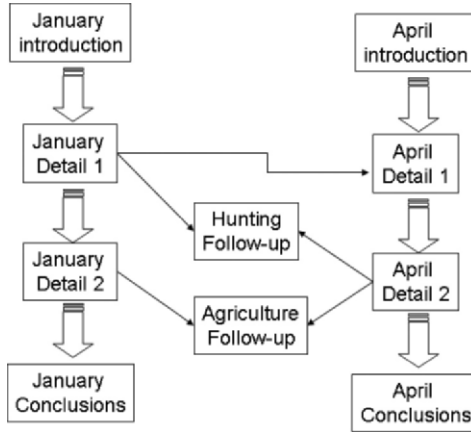 January
introduction
April
introduction
January
Detail 1
April
Detail 1
Hunting
Follow-up
January
Detail 2
April
Detail 2
Agriculture
Follow-up
January
Conclusions
April
Conclusions